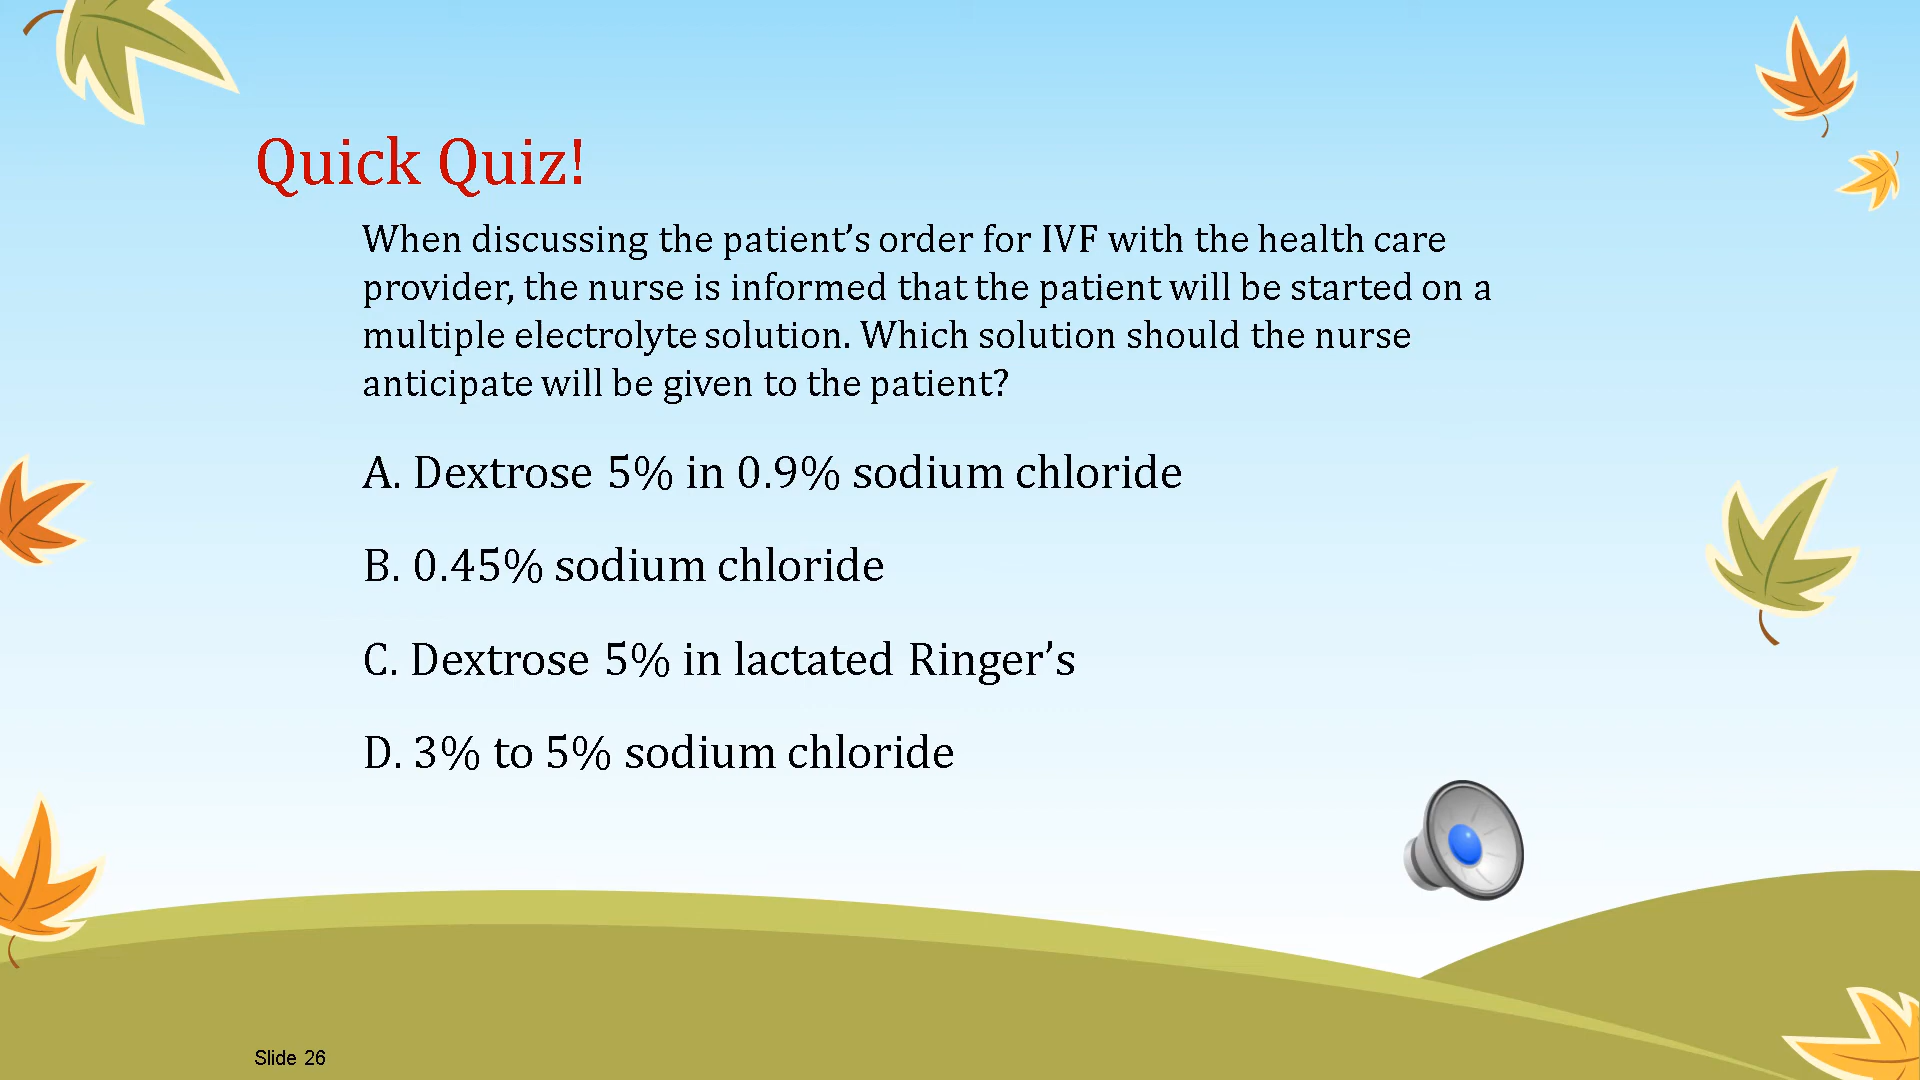 Quick Quiz!
When discussing the patient’s order for IVF with the health care
provider, the nurse is informed that the patient will be started on a
multiple electrolyte solution. Which solution should the nurse
anticipate will be given to the patient?
A. Dextrose 5% in 0.9% sodium chloride
B. 0.45% sodium chloride
C. Dextrose 5% in lactated Ringer’s
D. 3% to 5% sodium chloride
Slide 26